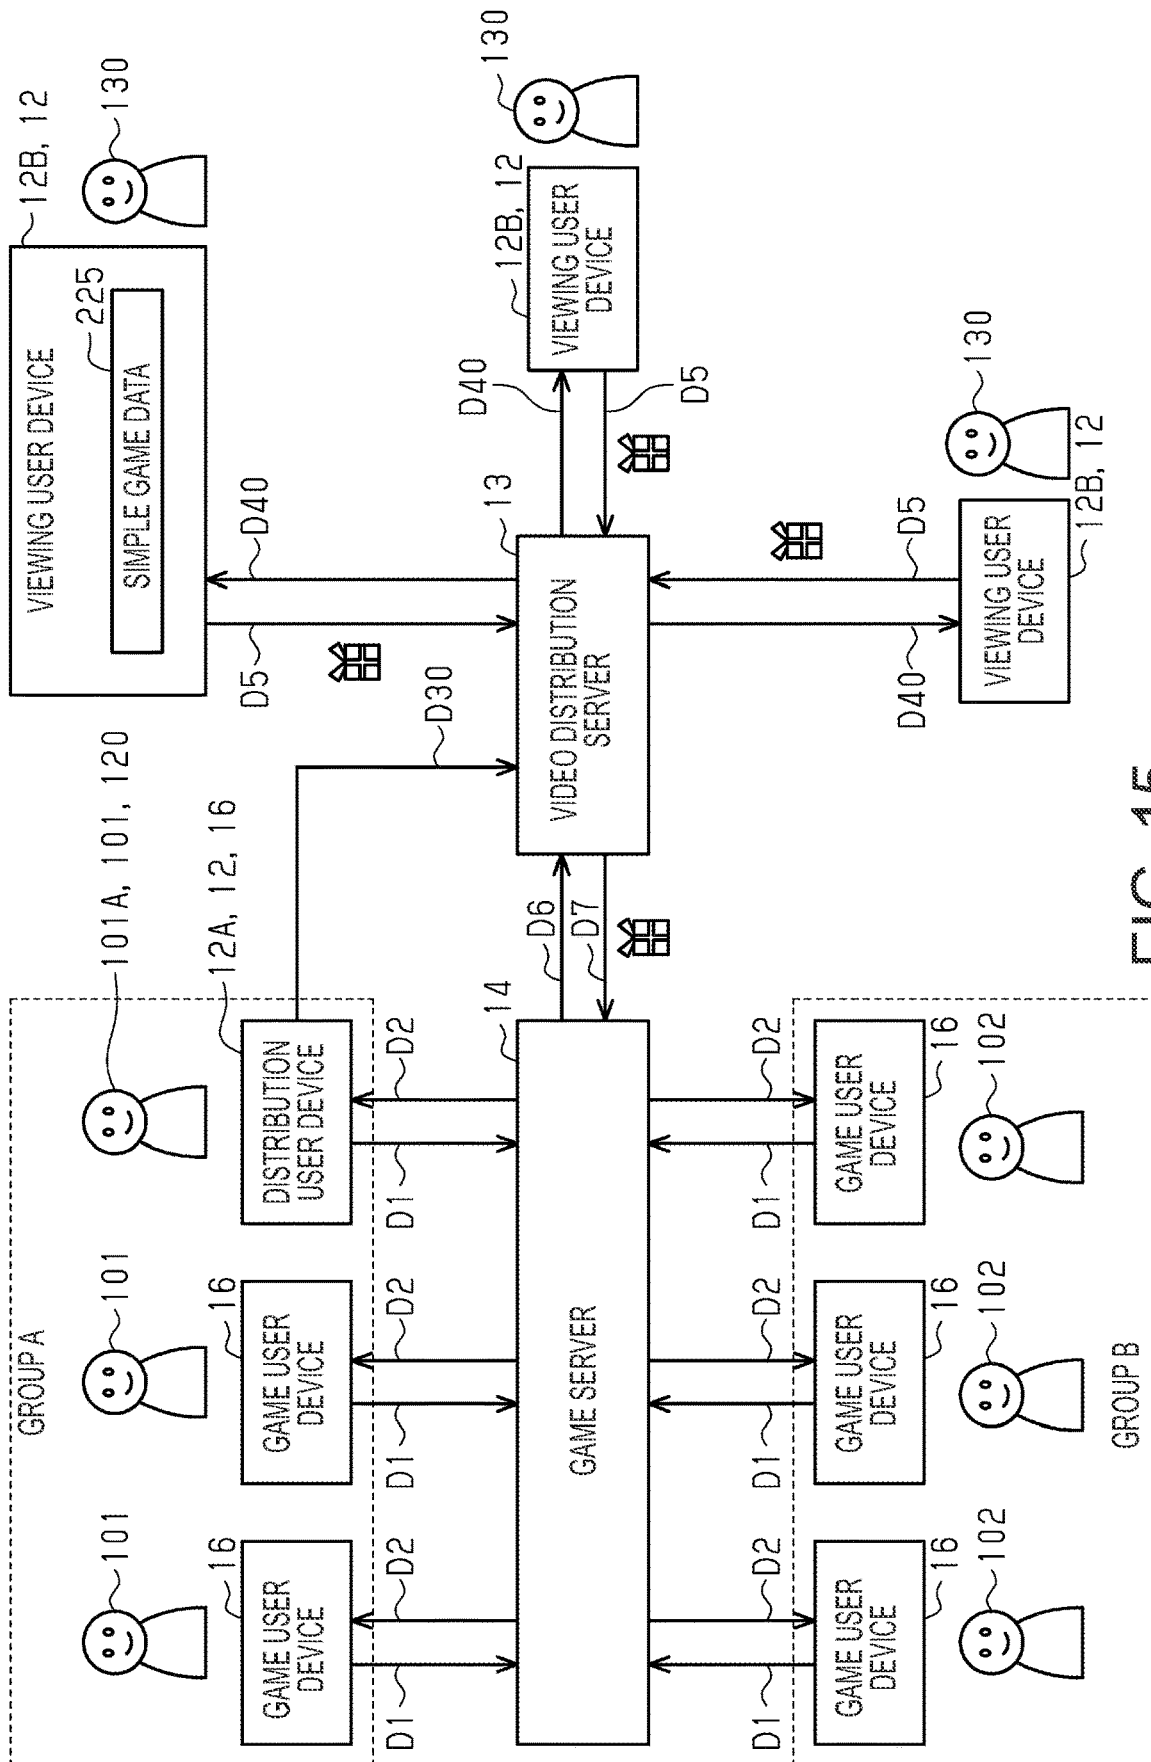 GROUP A
VIEWING USER DEVICE
12B, 12
130
225
SIMPLE GAME DATA
101
101
101A, 101, 120
16
16
12A, 12, 16
GAME USER
DEVICE
GAME USER
DEVICE
DISTRIBUTION
USER DEVICE
D1
D2
D1
D2
D1
D2
D30
D5
D40
14
13
D6
D7
D40
D5
130
12B, 12
VIEWING USER
DEVICE
GAME SERVER
VIDEO DISTRIBUTION
SERVER
D1
D2
D1
D2
D1
D2
D40
D5
16
16
16
GAME USER
DEVICE
GAME USER
DEVICE
GAME USER
DEVICE
102
102
102
130
VIEWING USER
DEVICE
12B, 12
GROUP B
FIG. 15